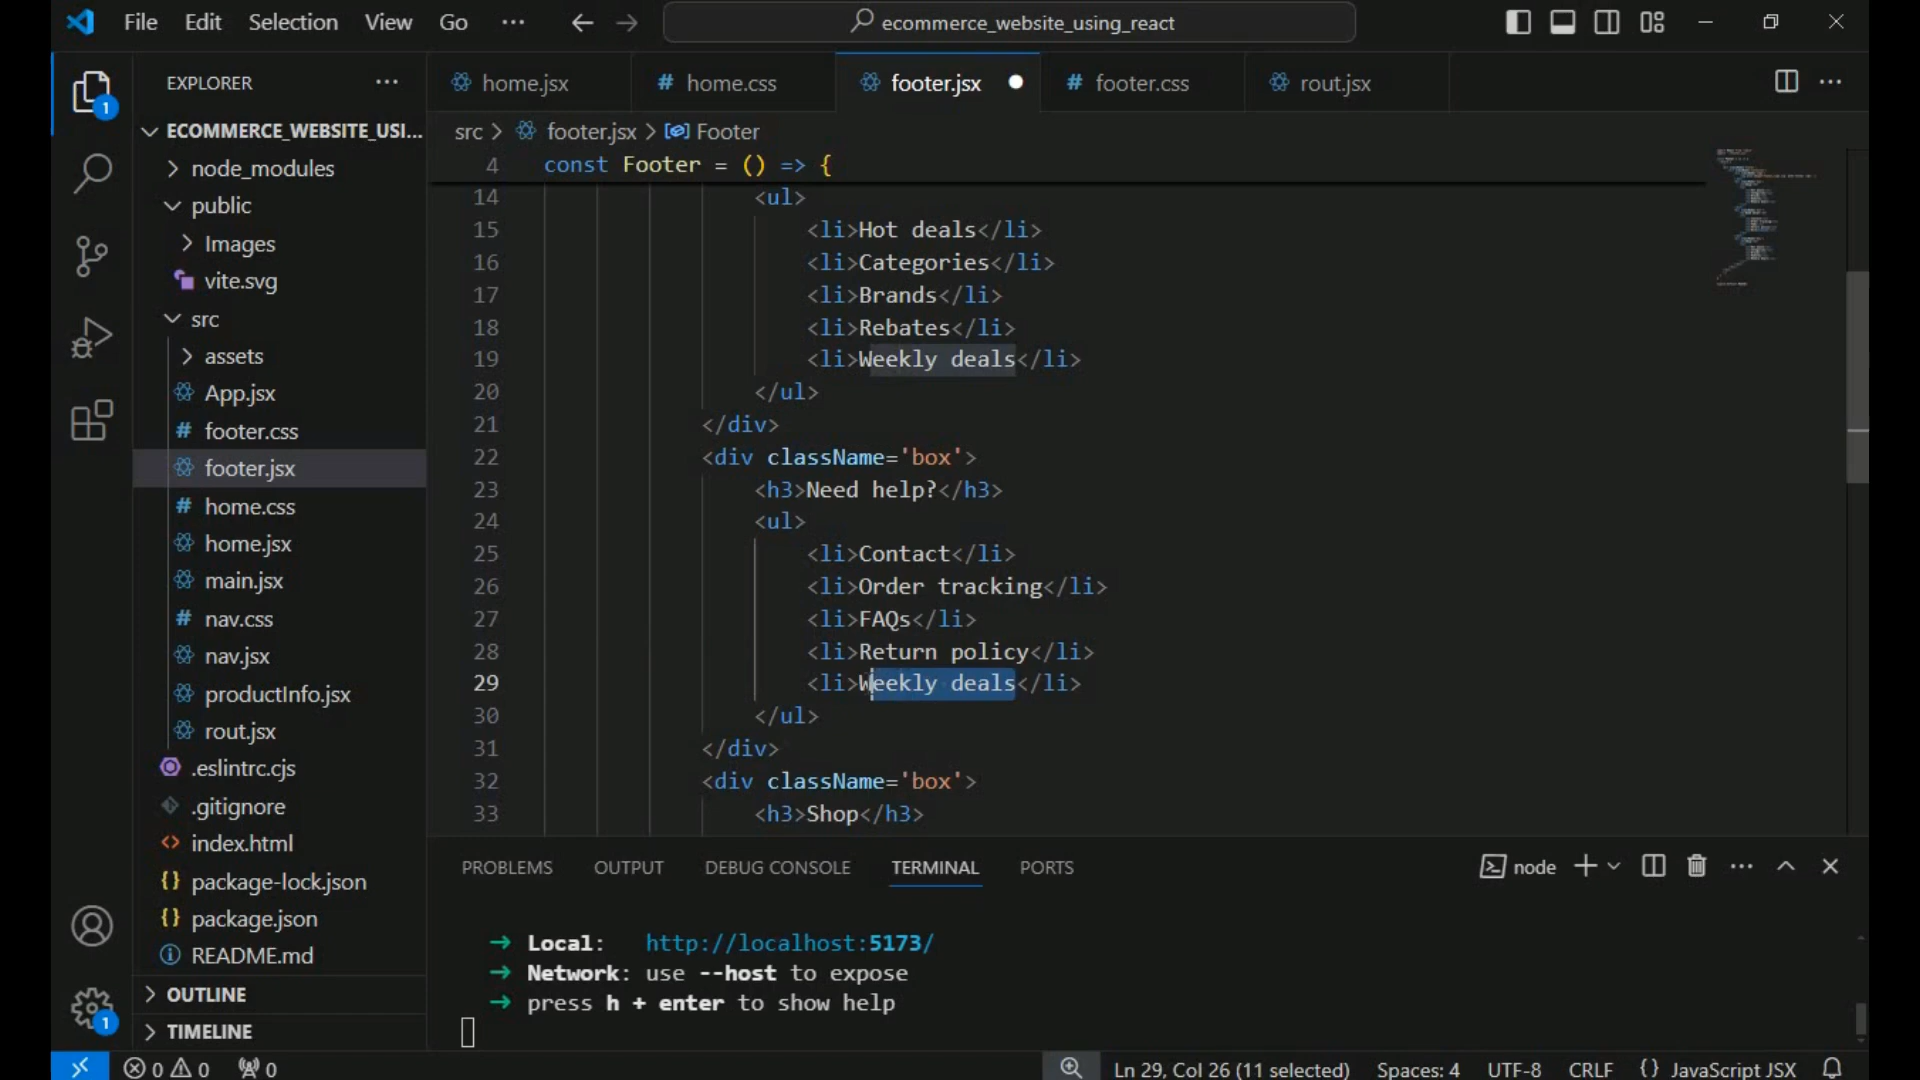 File Edit Selection View Go ··· ecommerce_website_using_react
EXPLORER ···
home.jsx # home.css footer.jsx # footer.css rout.jsx ···
ECOMMERCE_WEBSITE_USI...
node_modules
public
Images
vite.svg
src
assets
App.jsx
# footer.css
footer.jsx
# home.css
home.jsx
main.jsx
# nav.css
nav.jsx
productInfo.jsx
rout.jsx
.eslintrc.cjs
.gitignore
<> index.html
{} package-lock.json
{} package.json
README.md
OUTLINE
TIMELINE
1
1
src > footer.jsx > Footer
4 const Footer = () => {
14 <ul>
15 <li>Hot deals</li>
16 <li>Categories</li>
17 <li>Brands</li>
18 <li>Rebates</li>
19 <li>Weekly deals</li>
20 </ul>
21 </div>
22 <div className='box'>
23 <h3>Need help?</h3>
24 <ul>
25 <li>Contact</li>
26 <li>Order tracking</li>
27 <li>FAQs</li>
28 <li>Return policy</li>
29 <li>Weekly deals</li>
30 </ul>
31 </div>
32 <div className='box'>
33 <h3>Shop</h3>
PROBLEMS OUTPUT DEBUG CONSOLE TERMINAL PORTS node ···
→ Local: http://localhost:5173/
→ Network: use --host to expose
→ press h + enter to show help
0 0 0 Ln 29, Col 26 (11 selected) Spaces: 4 UTF-8 CRLF {} JavaScript JSX